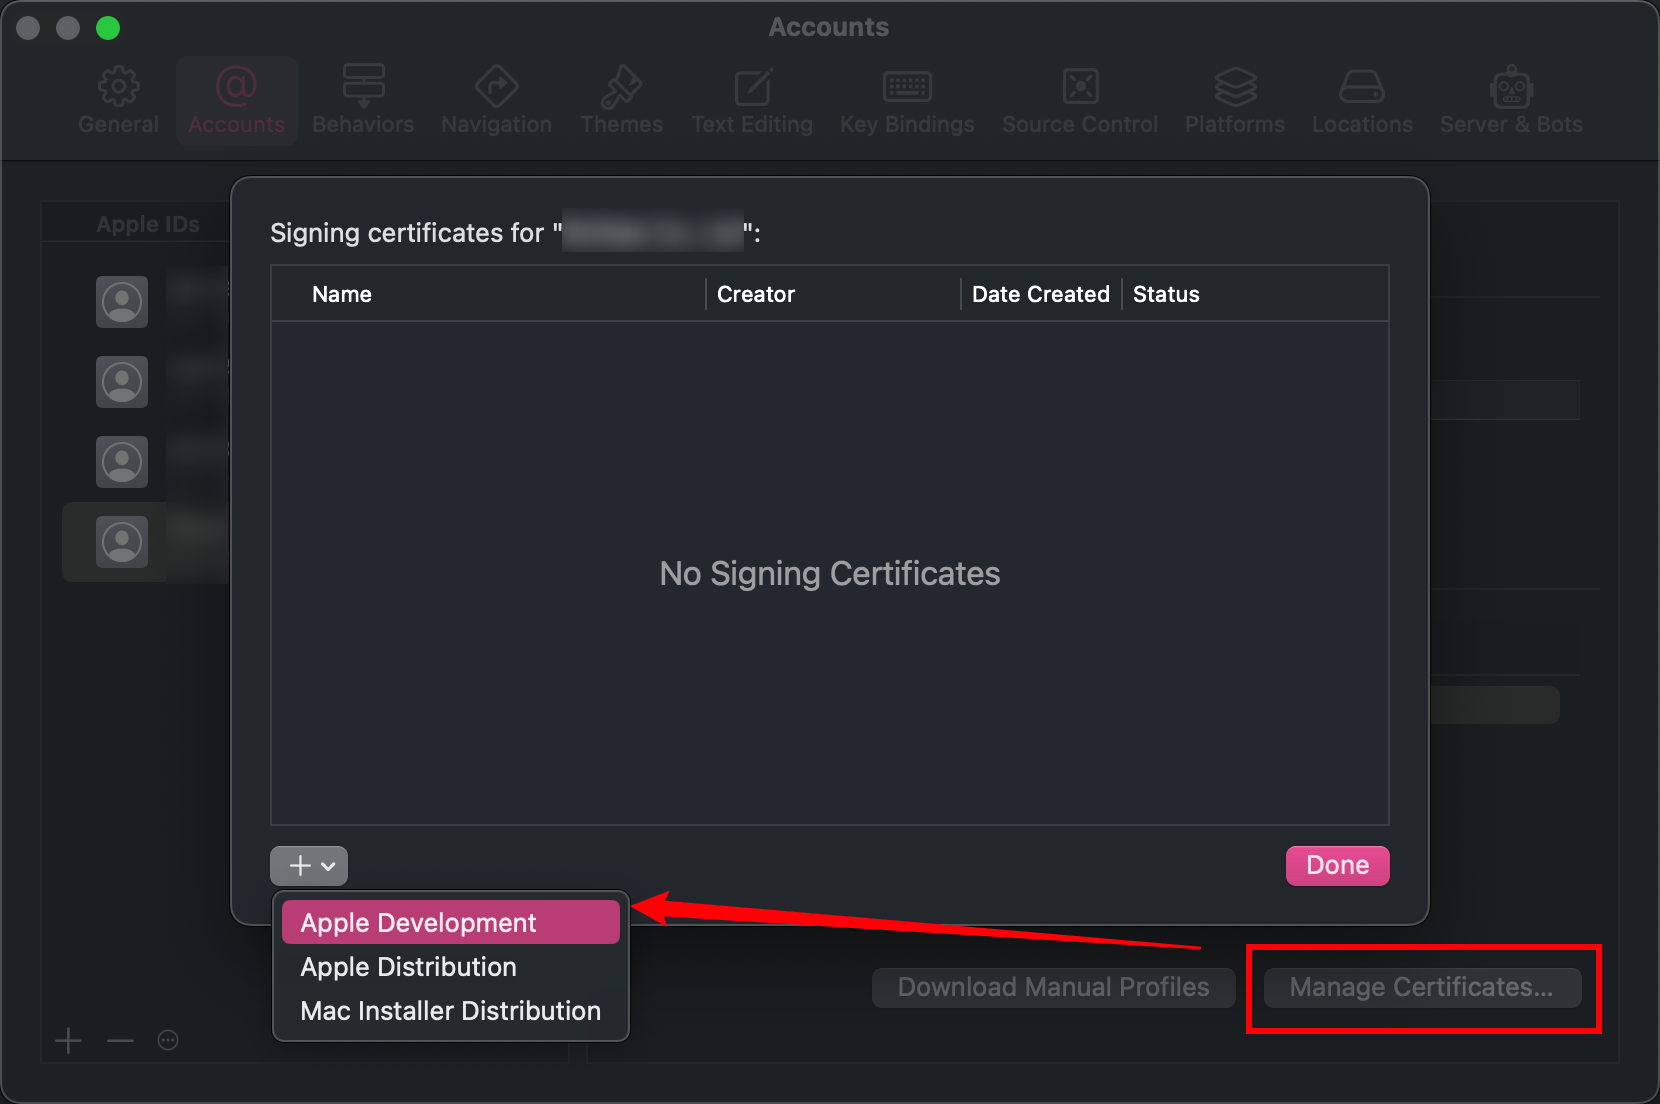 Accounts
General
Accounts
Behaviors
Navigation
Themes
Text Editing
Key Bindings
Source Control
Platforms
Locations
Server & Bots
Apple IDs
Signing certificates for "":
Name
Creator
Date Created
Status
No Signing Certificates
Done
Apple Development
Apple Distribution
Mac Installer Distribution
Download Manual Profiles
Manage Certificates...